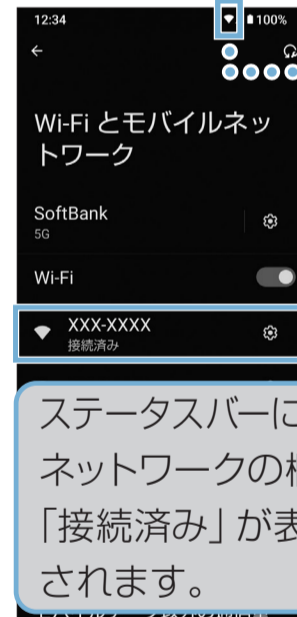 12:34
100%
Wi-Fi とモバイルネッ
トワーク
SoftBank
5G
Wi-Fi
XXX-XXXX
接続済み
ステータスバーに
ネットワークの
「接続済み」が表
されます。